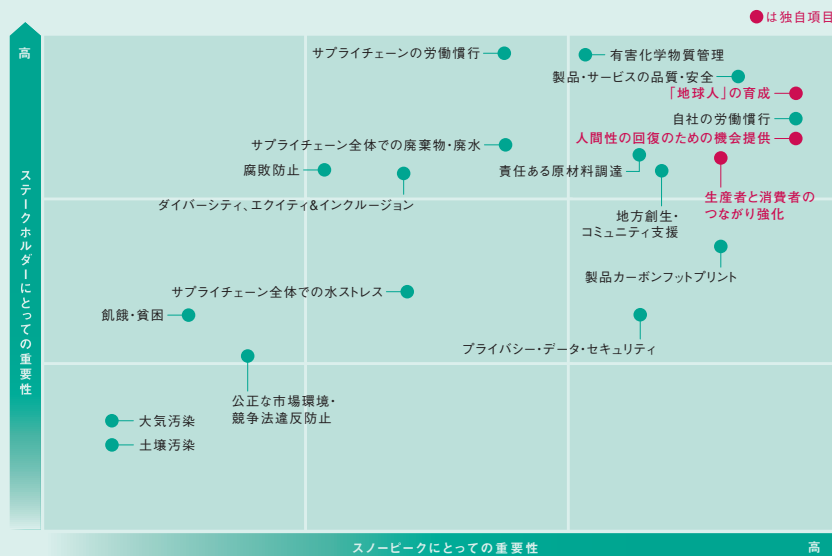 ●は独自項目
高
ステークホルダーにとっての重要性
サプライチェーンの労働慣行
有害化学物質管理
製品・サービスの品質・安全
「地球人」の育成
自社の労働慣行
人間性の回復のための機会提供
サプライチェーン全体での廃棄物・廃水
腐敗防止
責任ある原材料調達
ダイバーシティ、エクイティ&インクルージョン
生産者と消費者の
つながり強化
地方創生・
コミュニティ支援
製品カーボンフットプリント
サプライチェーン全体での水ストレス
飢餓・貧困
プライバシー・データ・セキュリティ
公正な市場環境・
競争法違反防止
大気汚染
土壌汚染
スノーピークにとっての重要性
高